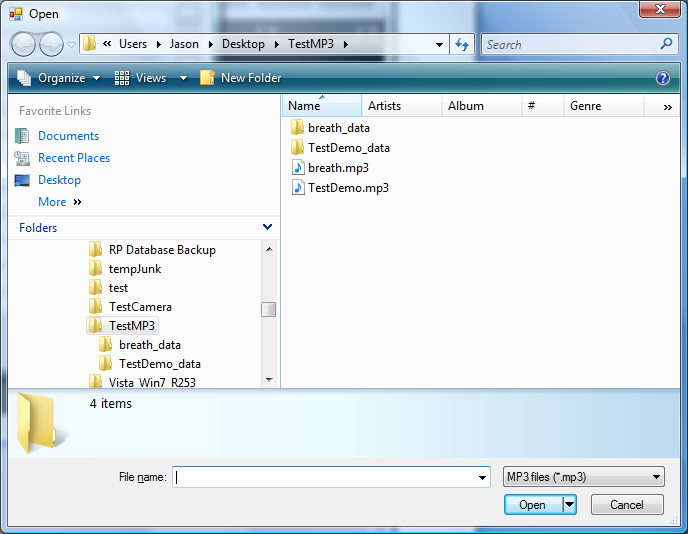 Open
Users Jason Desktop TestMP3
Search
Organize Views New Folder
Favorite Links
Documents
Recent Places
Desktop
More
Folders
RP Database Backup
tempJunk
test
TestCamera
TestMP3
breath_data
TestDemo_data
Vista_Win7_R253
Name Artists Album # Genre
breath_data
TestDemo_data
breath.mp3
TestDemo.mp3
4 items
File name: MP3 files (*.mp3)
Open Cancel